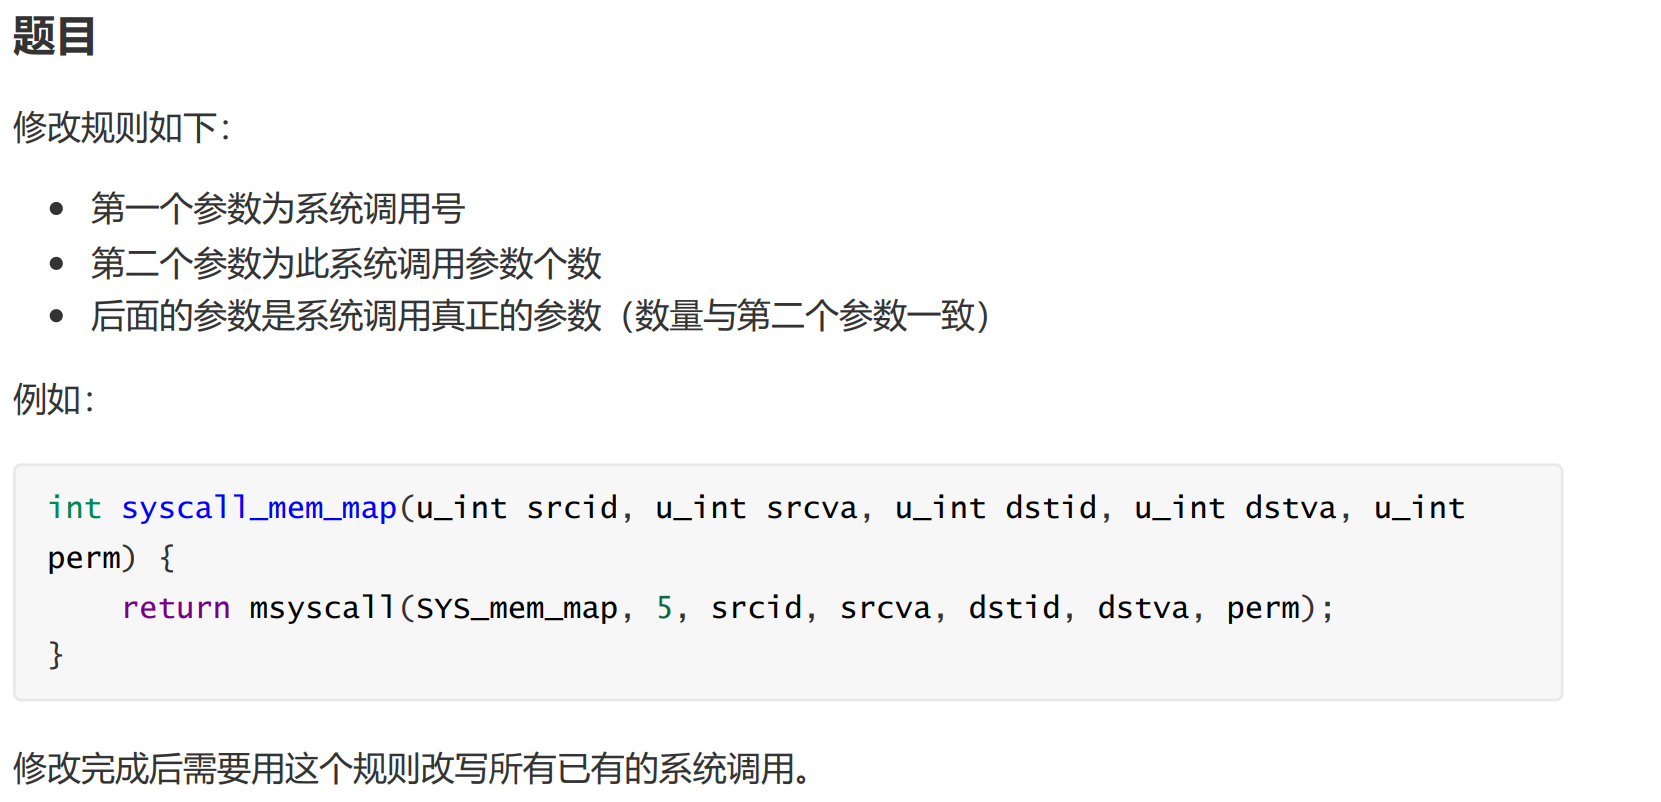 题目
修改规则如下：
第一个参数为系统调用号
第二个参数为此系统调用参数个数
后面的参数是系统调用真正的参数（数量与第二个参数一致）
例如：
int syscall_mem_map(u_int srcid, u_int srcva, u_int dstid, u_int dstva, u_int
perm) {
    return msyscall(SYS_mem_map, 5, srcid, srcva, dstid, dstva, perm);
}
修改完成后需要用这个规则改写所有已有的系统调用。